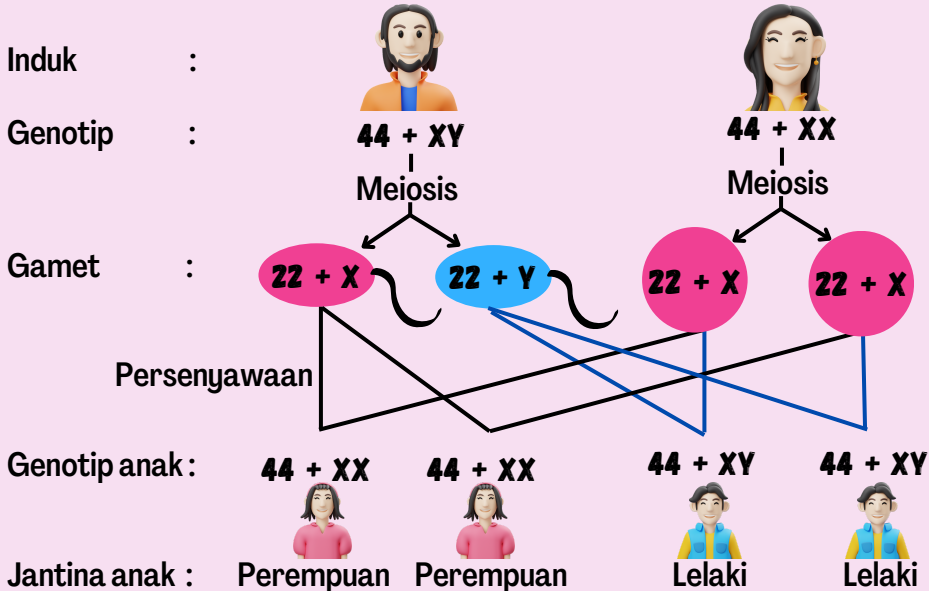 Induk :
Genotip : 44 + XY 44 + XX
Meiosis Meiosis
Gamet : 22 + X 22 + Y 22 + X 22 + X
Persenyawaan
Genotip anak : 44 + XX 44 + XX 44 + XY 44 + XY
Jantina anak : Perempuan Perempuan Lelaki Lelaki